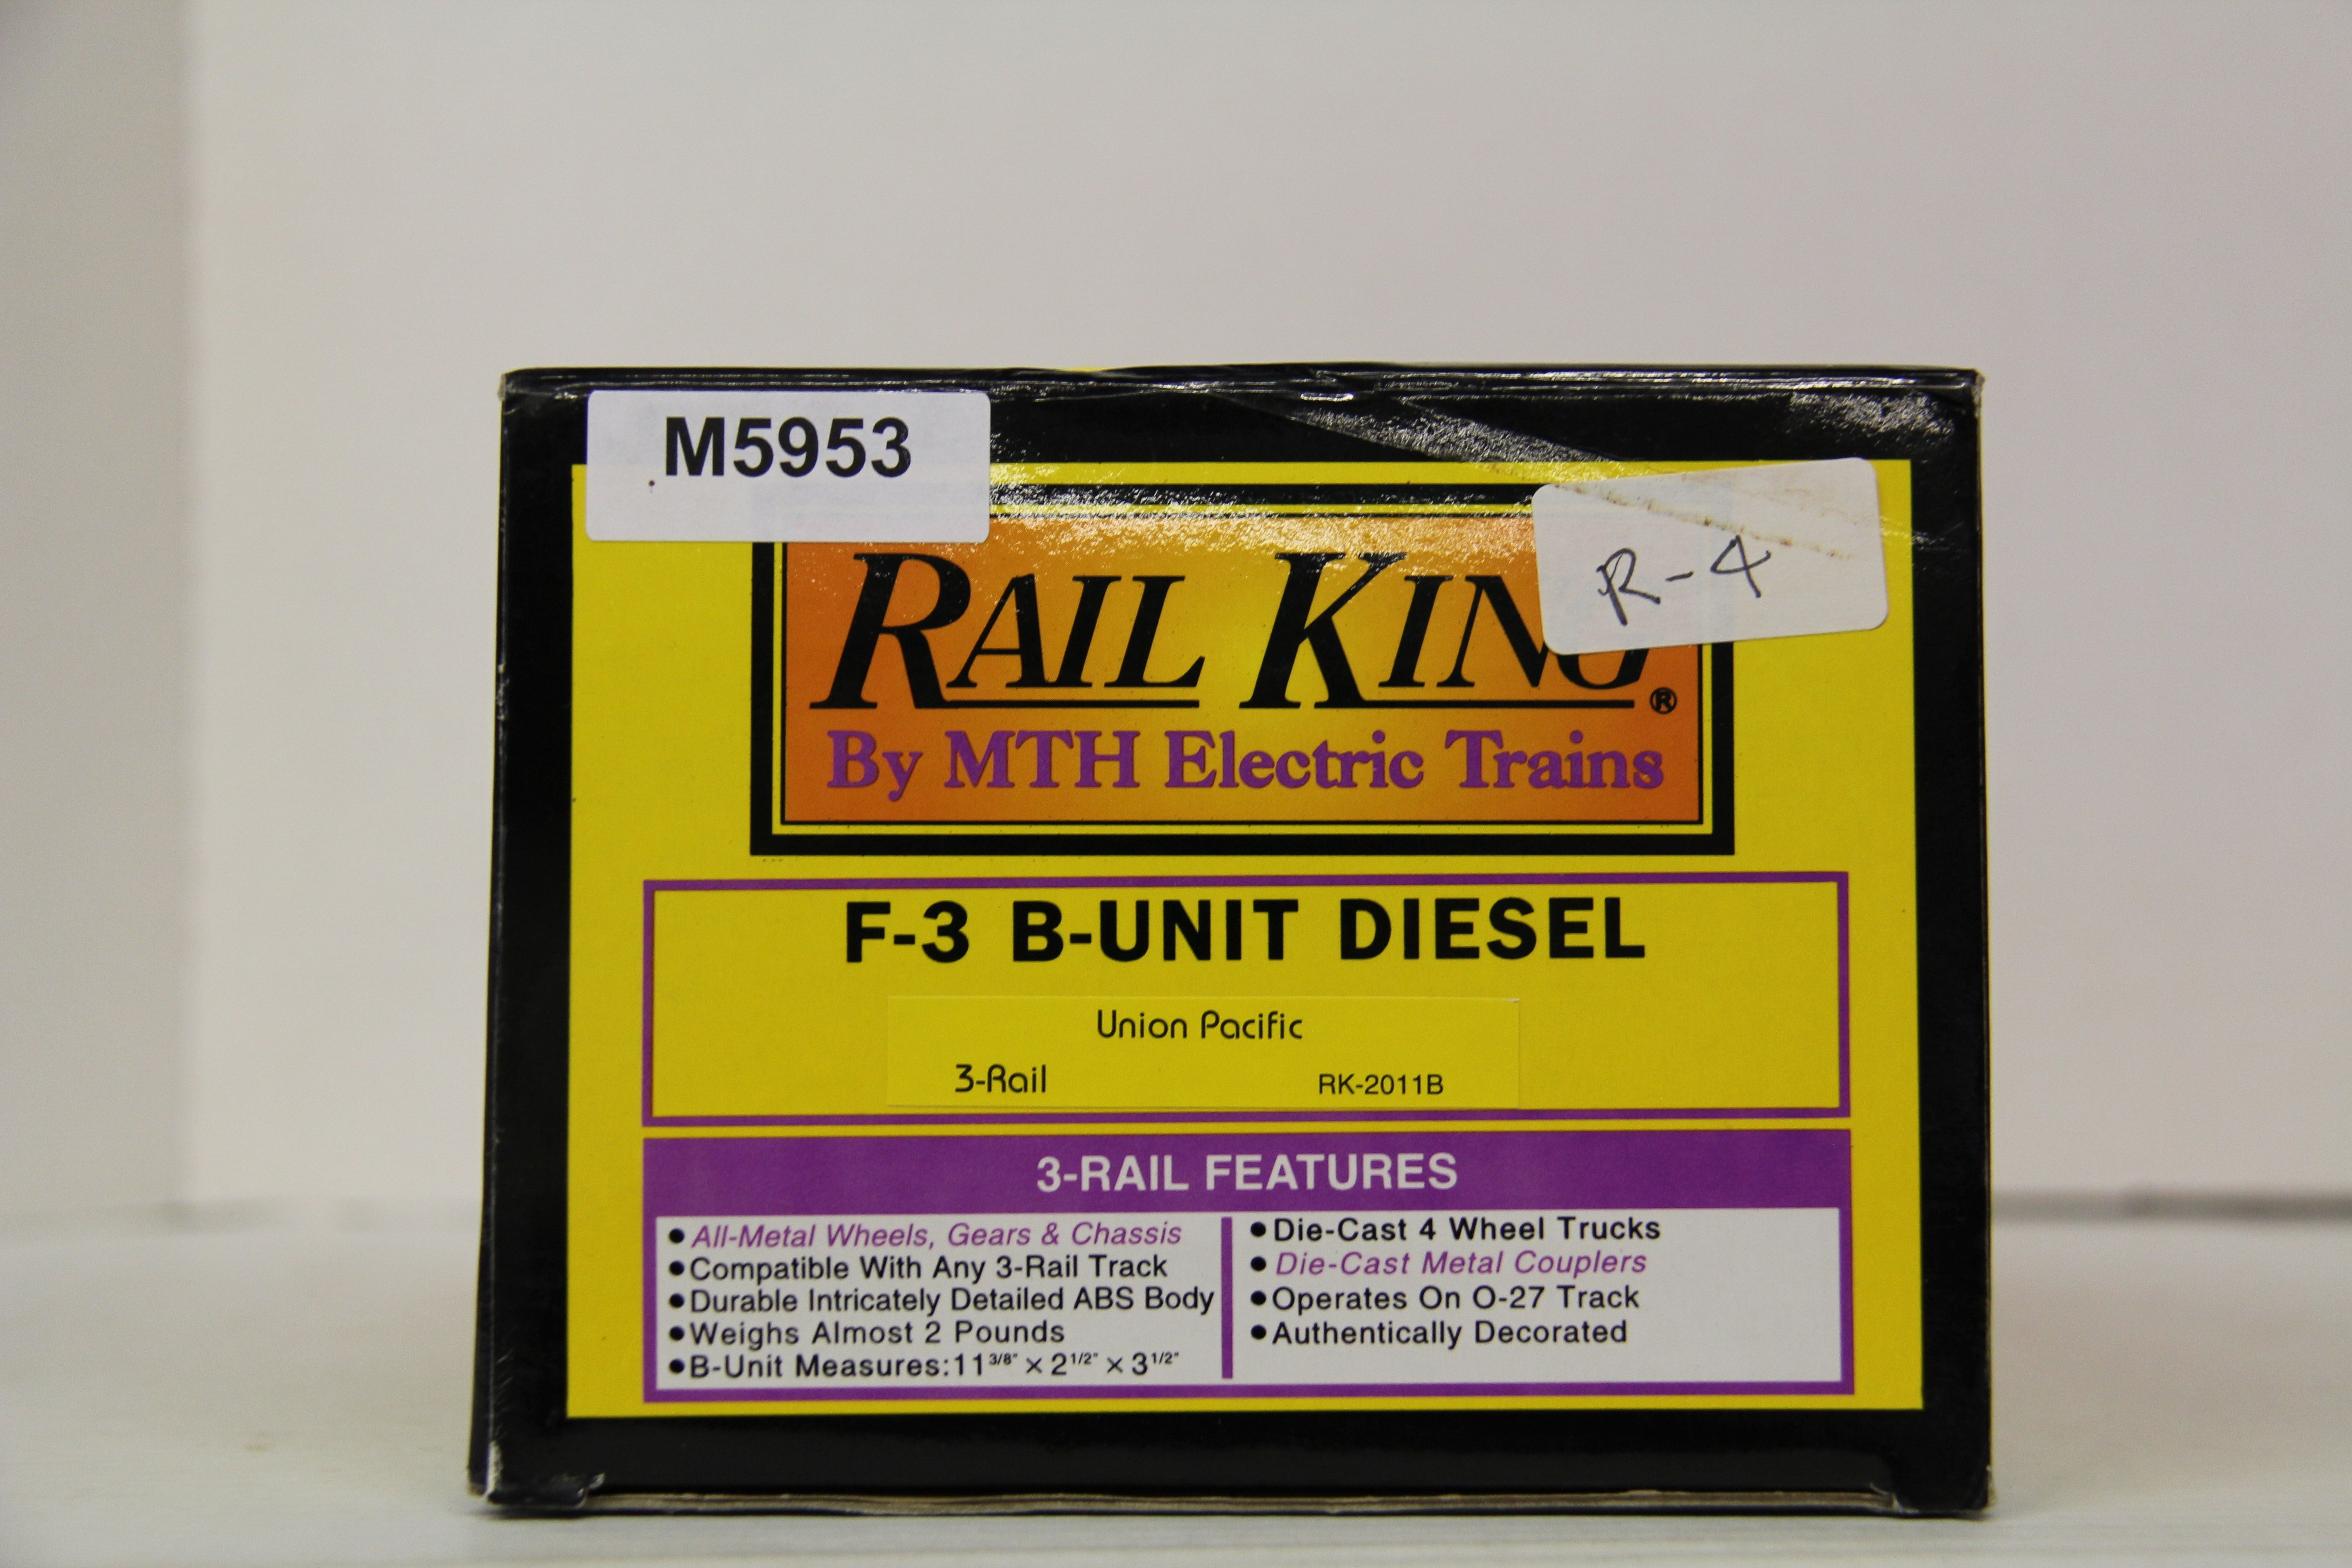 M5953
R-4
RAIL KING®
By MTH Electric Trains
F-3 B-UNIT DIESEL
Union Pacific
3-Rail RK-2011B
3-RAIL FEATURES
● All-Metal Wheels, Gears & Chassis
● Compatible With Any 3-Rail Track
● Durable Intricately Detailed ABS Body
● Weighs Almost 2 Pounds
● B-Unit Measures: 11 3/8" x 2 1/2" x 3 1/2"
● Die-Cast 4 Wheel Trucks
● Die-Cast Metal Couplers
● Operates On O-27 Track
● Authentically Decorated